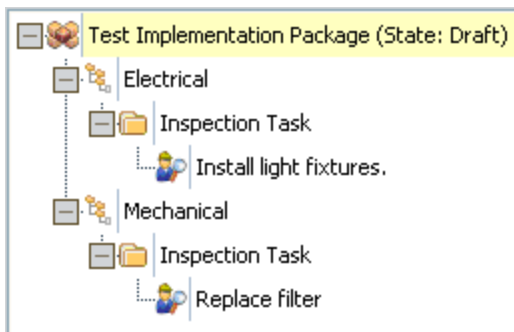 Test Implementation Package (State: Draft)
Electrical
Inspection Task
Install light fixtures.
Mechanical
Inspection Task
Replace filter